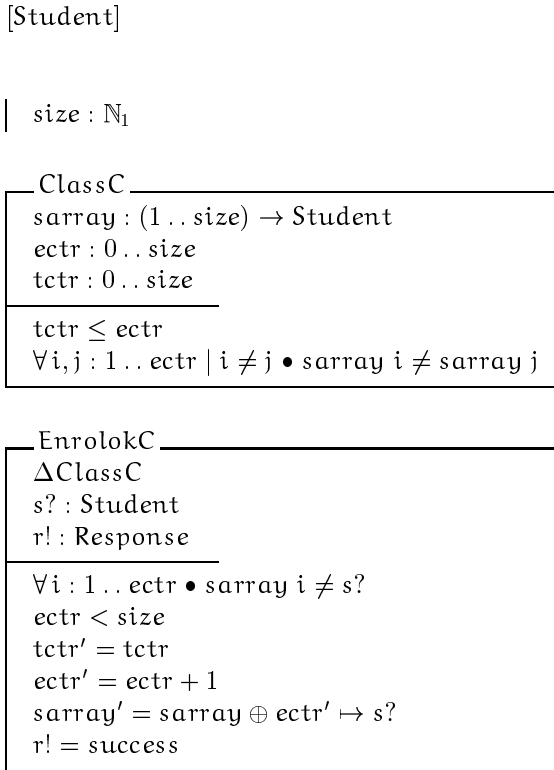 [Student]
size : ℕ₁
ClassC
sarray : (1 . . size) → Student
ectr : 0 . . size
tctr : 0 . . size
tctr ≤ ectr
∀ i, j : 1 . . ectr | i ≠ j • sarray i ≠ sarray j
EnrolokC
ΔClassC
s? : Student
r! : Response
∀ i : 1 . . ectr • sarray i ≠ s?
ectr < size
tctr′ = tctr
ectr′ = ectr + 1
sarray′ = sarray ⊕ ectr′ ↦ s?
r! = success